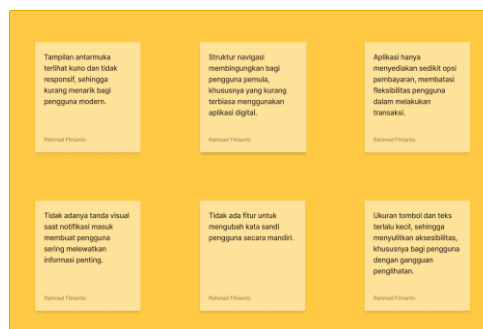 Tampilan antarmuka
terlihat kuno dan tidak
responsif, sehingga
kurang menarik bagi
pengguna modern.
Rahmad Fitrianto
Struktur navigasi
membingungkan bagi
pengguna pemula,
khususnya yang kurang
terbiasa menggunakan
aplikasi digital.
Rahmad Fitrianto
Aplikasi hanya
menyediakan sedikit opsi
pembayaran, membatasi
fleksibilitas pengguna
dalam melakukan
transaksi.
Rahmad Fitrianto
Tidak adanya tanda visual
saat notifikasi masuk
membuat pengguna
sering melewatkan
informasi penting.
Rahmad Fitrianto
Tidak ada fitur untuk
mengubah kata sandi
pengguna secara mandiri.
Rahmad Fitrianto
Ukuran tombol dan teks
terlalu kecil, sehingga
menyulitkan aksesibilitas,
khususnya bagi pengguna
dengan gangguan
penglihatan.
Rahmad Fitrianto